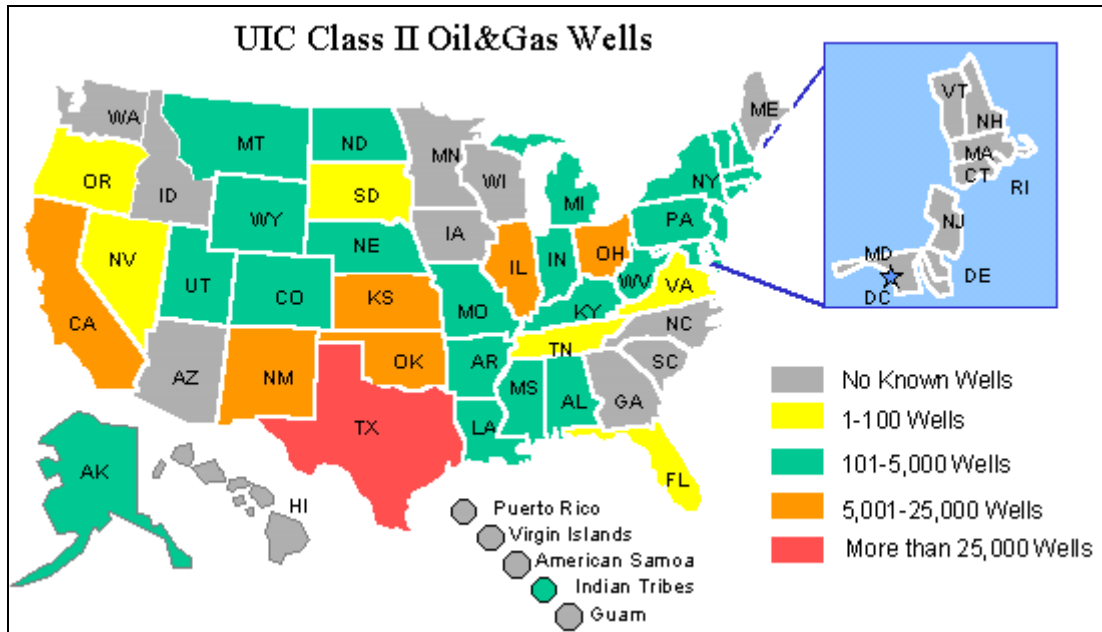 UIC Class II Oil&Gas Wells
WA
MT
ND
MN
ME
OR
ID
WY
SD
WI
MI
NY
NV
UT
CO
NE
IA
IL
IN
OH
PA
CA
KS
MO
KY
WV
VA
AZ
NM
OK
AR
TN
NC
SC
TX
LA
MS
AL
GA
FL
AK
HI
VT
NH
MA
CT
RI
NJ
MD
DE
DC
No Known Wells
1-100 Wells
101-5,000 Wells
5,001-25,000 Wells
More than 25,000 Wells
Puerto Rico
Virgin Islands
American Samoa
Indian Tribes
Guam